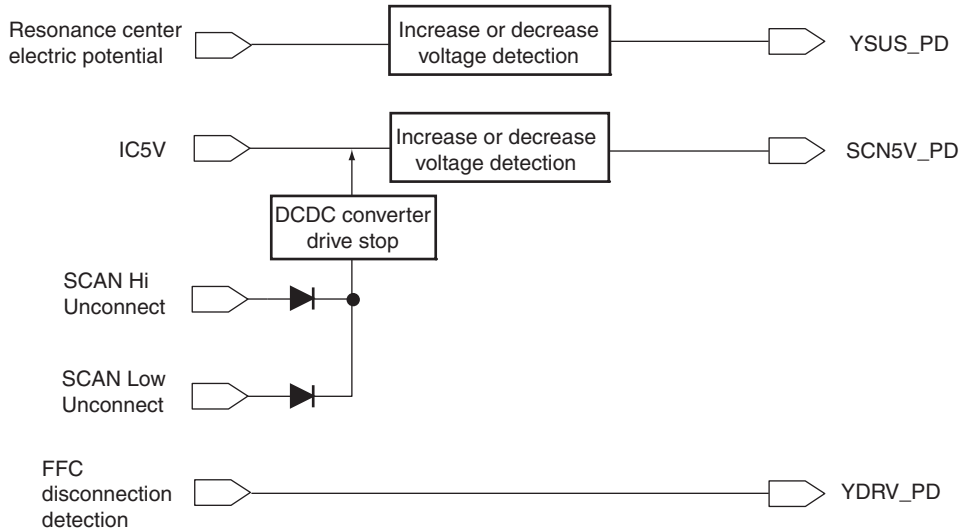 Resonance center
electric potential
Increase or decrease
voltage detection
YSUS_PD
IC5V
Increase or decrease
voltage detection
SCN5V_PD
DCDC converter
drive stop
SCAN Hi
Unconnect
SCAN Low
Unconnect
FFC
disconnection
detection
YDRV_PD